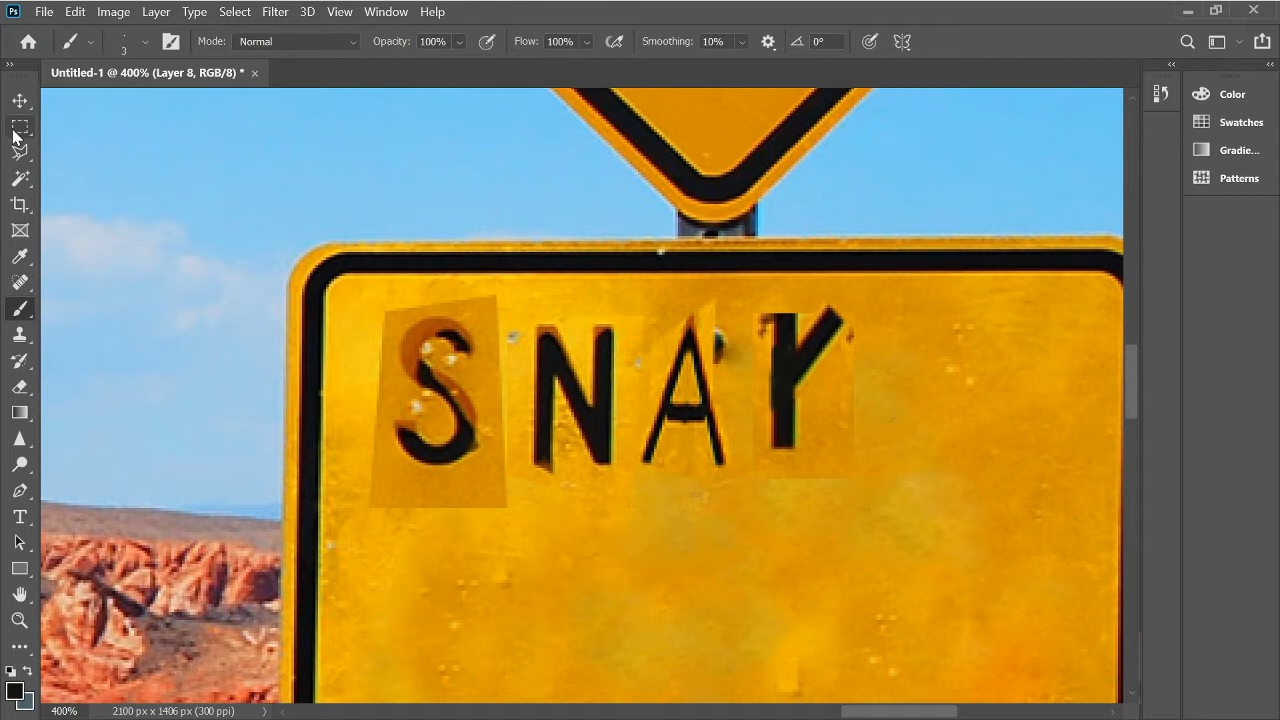 Ps File Edit Image Layer Type Select Filter 3D View Window Help
3 Mode: Normal Opacity: 100% Flow: 100% Smoothing: 10% 0°
Untitled-1 @ 400% (Layer 8, RGB/8) * ×
Color
Swatches
Gradie...
Patterns
SNAY
T
400% 2100 px x 1406 px (300 ppi)